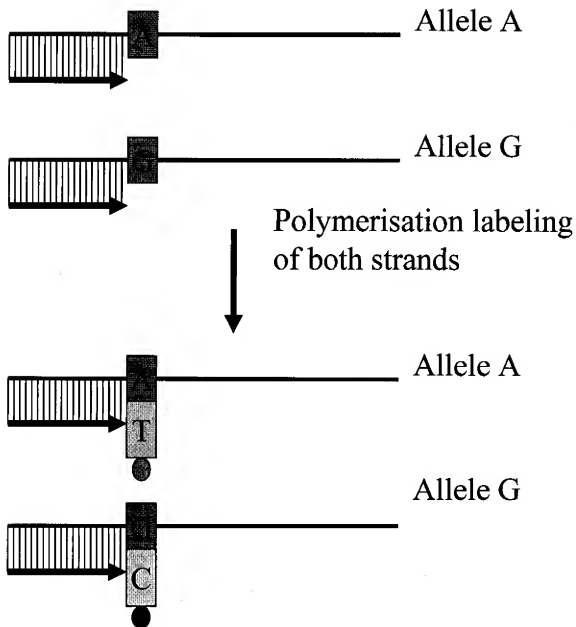 Allele A
A
Allele G
G
Polymerisation labeling
of both strands
Allele A
A
T
Allele G
C